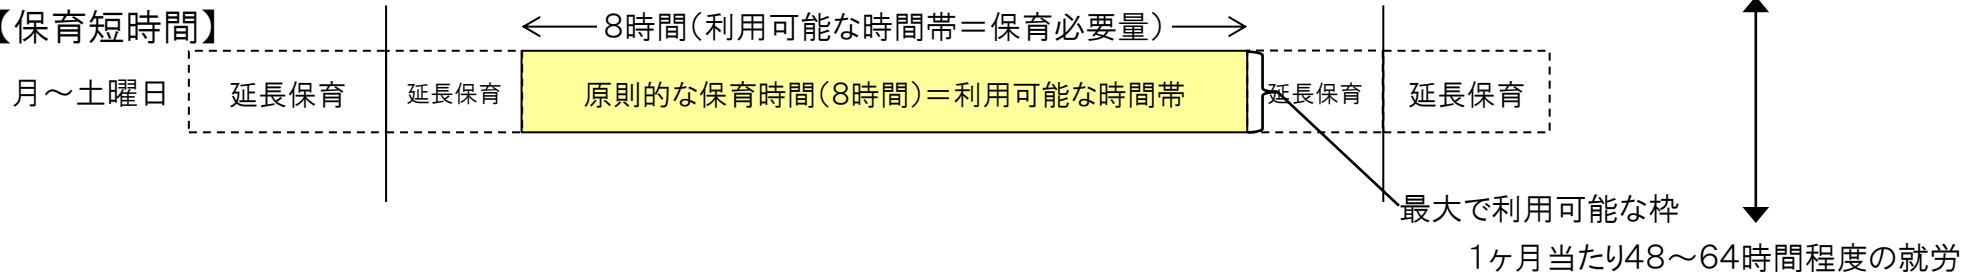 【保育短時間】
8時間(利用可能な時間帯=保育必要量)
月~土曜日
延長保育
延長保育
原則的な保育時間(8時間)=利用可能な時間帯
延長保育
延長保育
最大で利用可能な枠
1ヶ月当たり48~64時間程度の就労